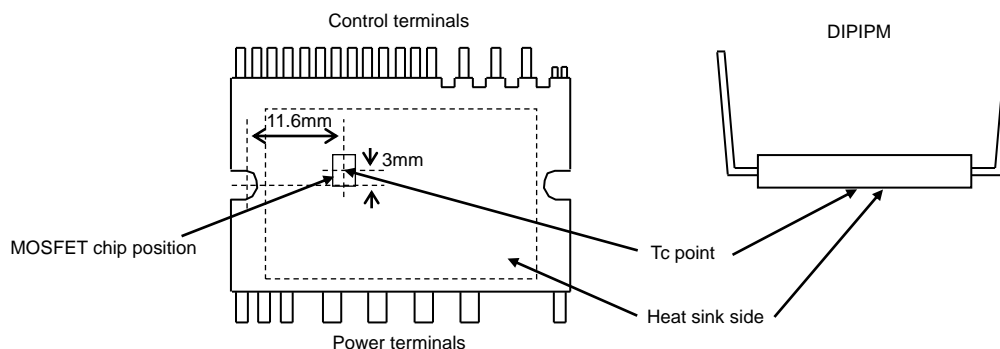 Control terminals
DIPIPM
11.6mm
3mm
MOSFET chip position
Tc point
Heat sink side
Power terminals